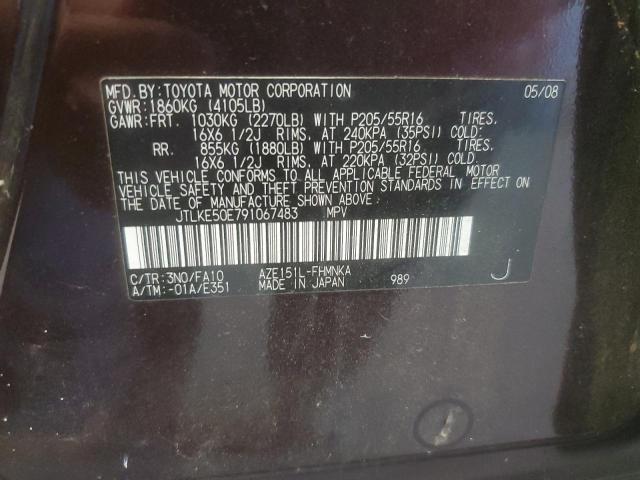 MFD. BY: TOYOTA MOTOR CORPORATION 05/08
GVWR: 1860KG (4105LB)
GAWR: FRT. 1030KG (2270LB) WITH P205/55R16 TIRES.
16X6 1/2J RIMS. AT 240KPA (35PSI) COLD.
RR. 855KG (1880LB) WITH P205/55R16 TIRES.
16X6 1/2J RIMS. AT 220KPA (32PSI) COLD.
THIS VEHICLE CONFORMS TO ALL APPLICABLE FEDERAL MOTOR
VEHICLE SAFETY AND THEFT PREVENTION STANDARDS IN EFFECT
ON THE DATE OF MANUFACTURE SHOWN ABOVE.
JTLKE50E791067483 MPV
C/TR: 3N0/FA10 AZE151L-FHMNKA
A/TM: -01A/E351 MADE IN JAPAN 989 J